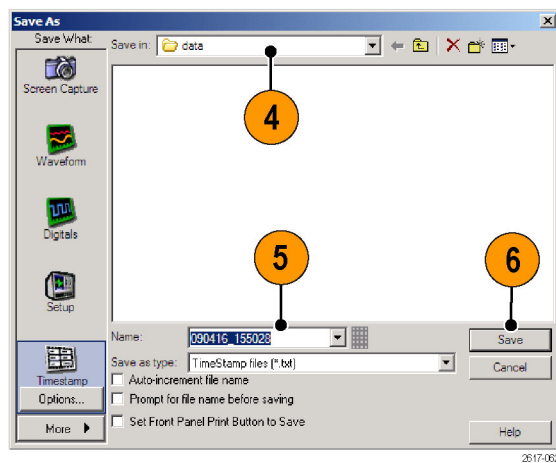 Save As
Save What:
Save in: data
Screen Capture
4
Waveform
Digitals
5
6
Setup
Name: 090416_155028
Save
Save as type: TimeStamp files (*.txt)
Cancel
Timestamp
Auto-increment file name
Options...
Prompt for file name before saving
Set Front Panel Print Button to Save
More
Help